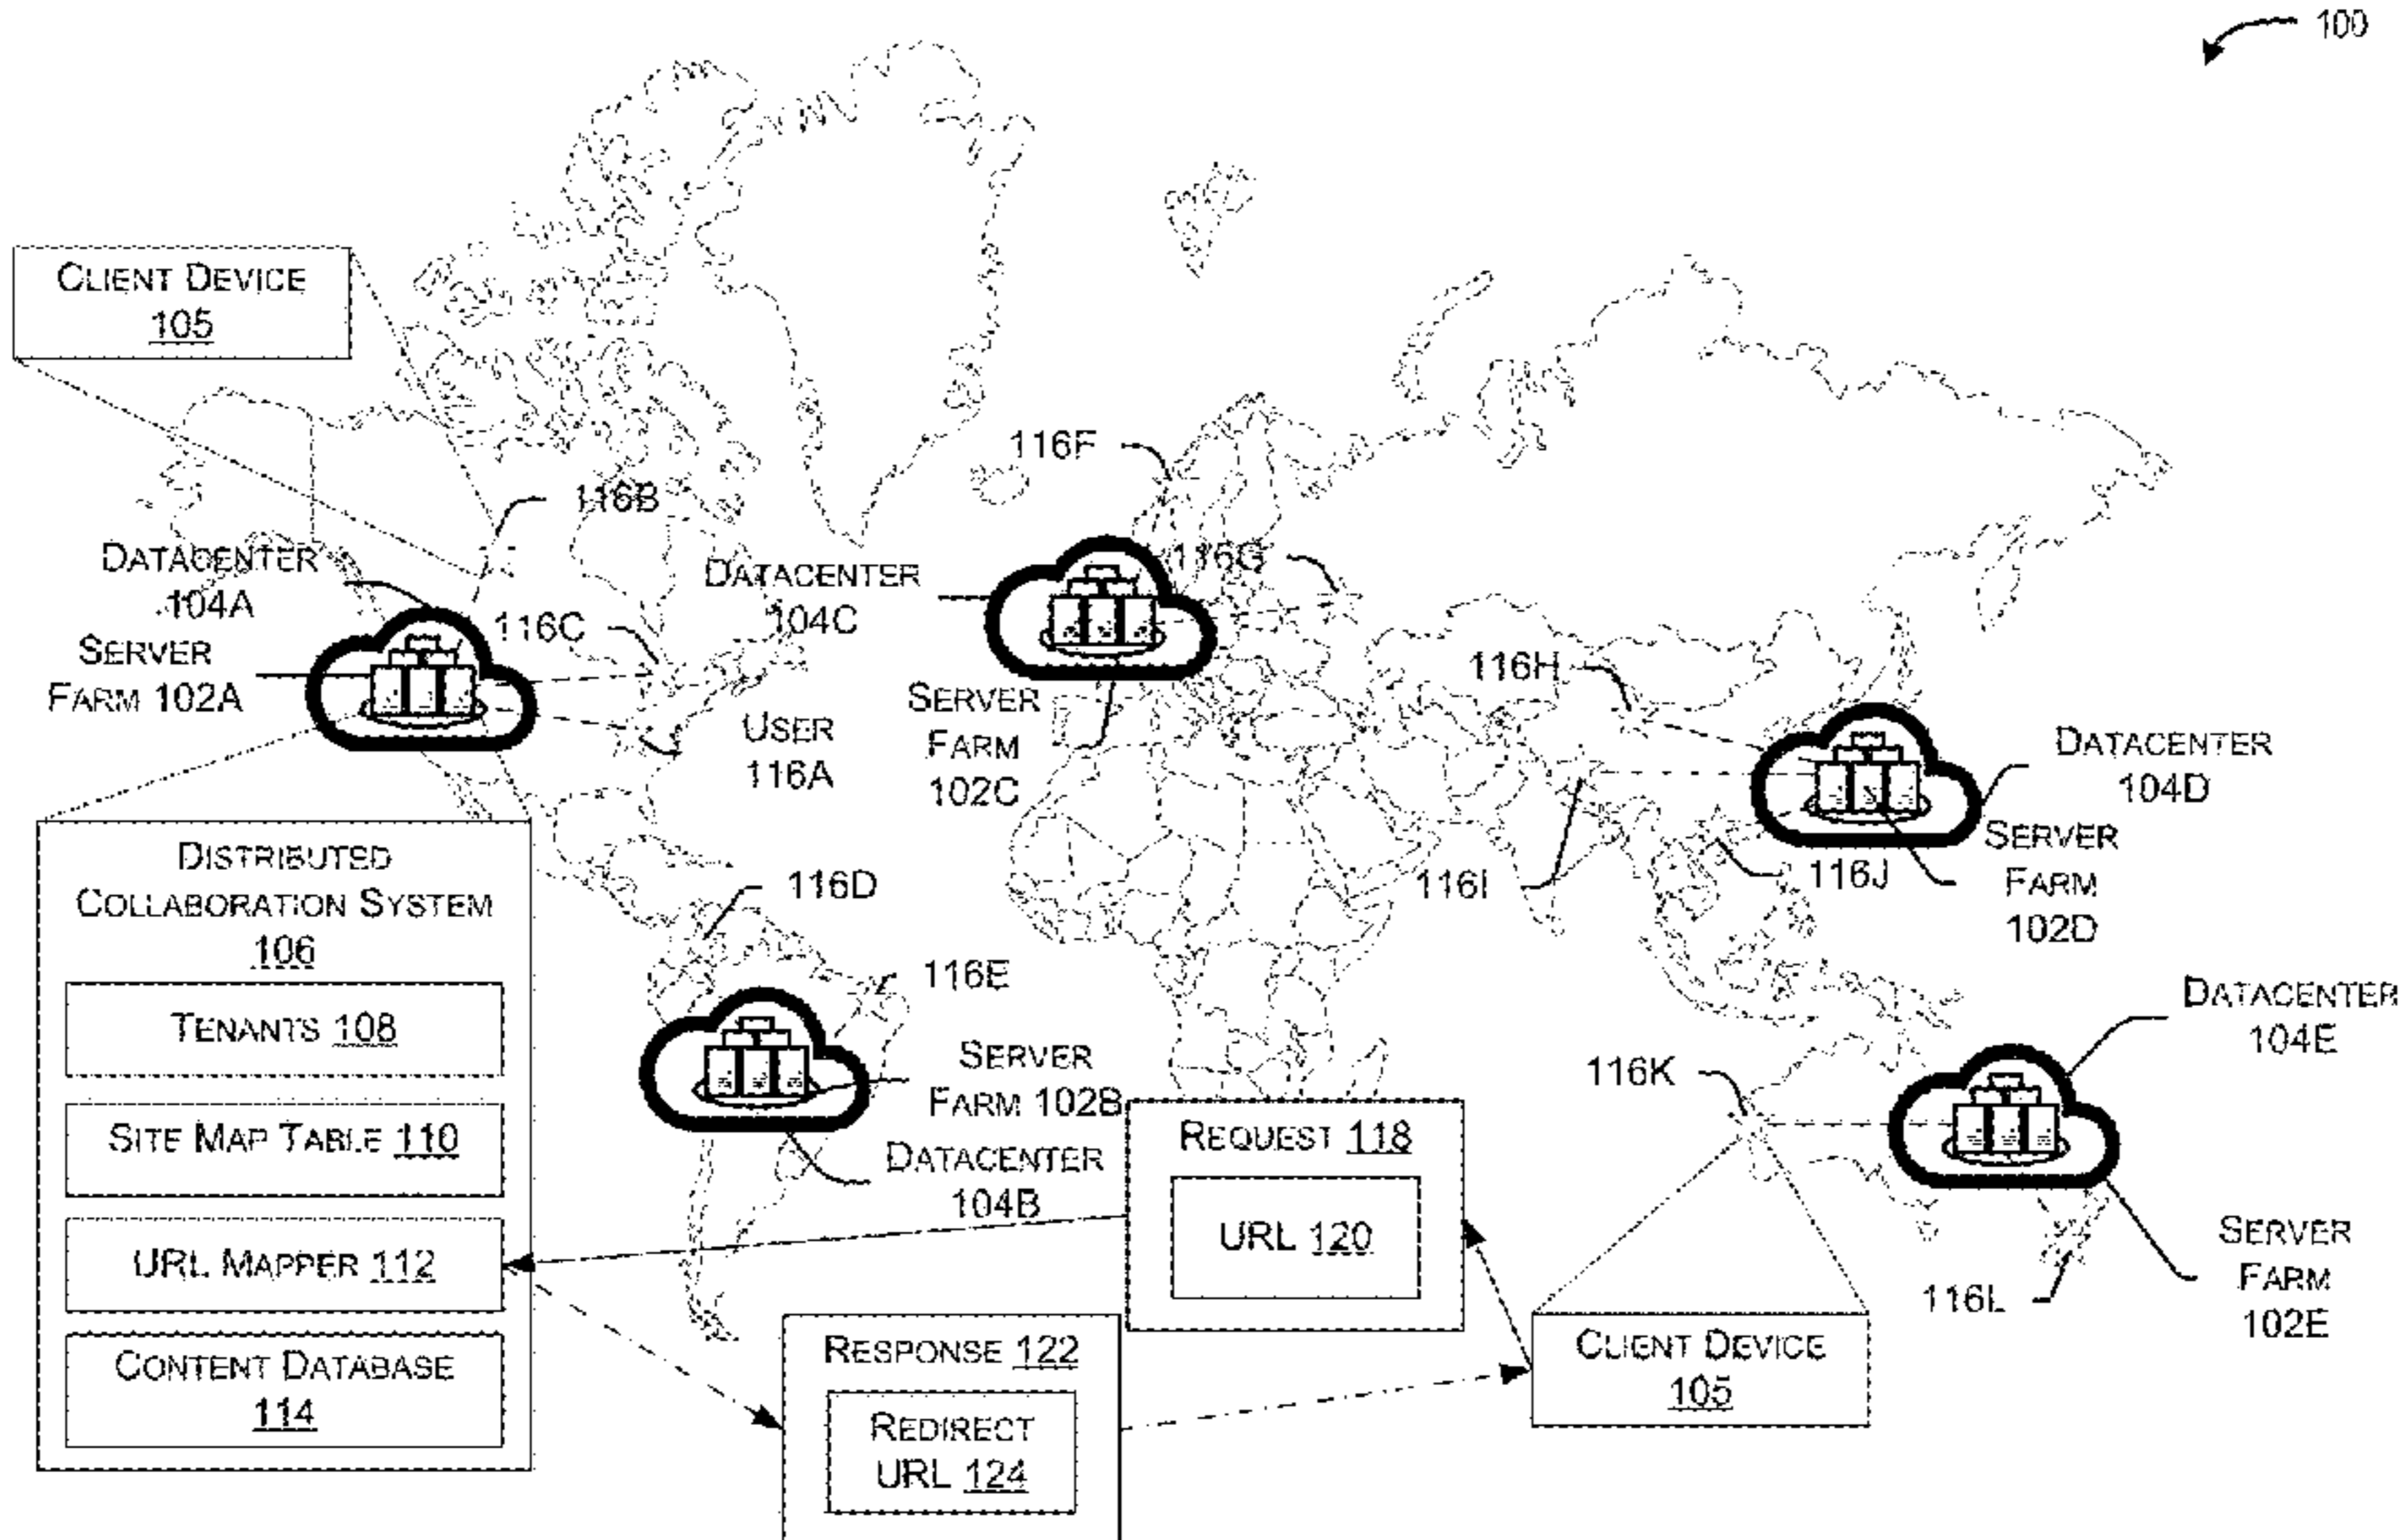 100
CLIENT DEVICE
105
116B
116F
DATACENTER
104A
116C
SERVER
FARM 102A
USER
116A
DATACENTER
104C
116G
SERVER
FARM
102C
116H
DATACENTER
104D
116I
116J
SERVER
FARM
102D
DISTRIBUTED
COLLABORATION SYSTEM
106
TENANTS 108
SITE MAP TABLE 110
URL MAPPER 112
CONTENT DATABASE
114
116D
116E
SERVER
FARM 102B
DATACENTER
104B
DATACENTER
104E
116K
SERVER
FARM
102E
116L
REQUEST 118
URL 120
RESPONSE 122
REDIRECT
URL 124
CLIENT DEVICE
105